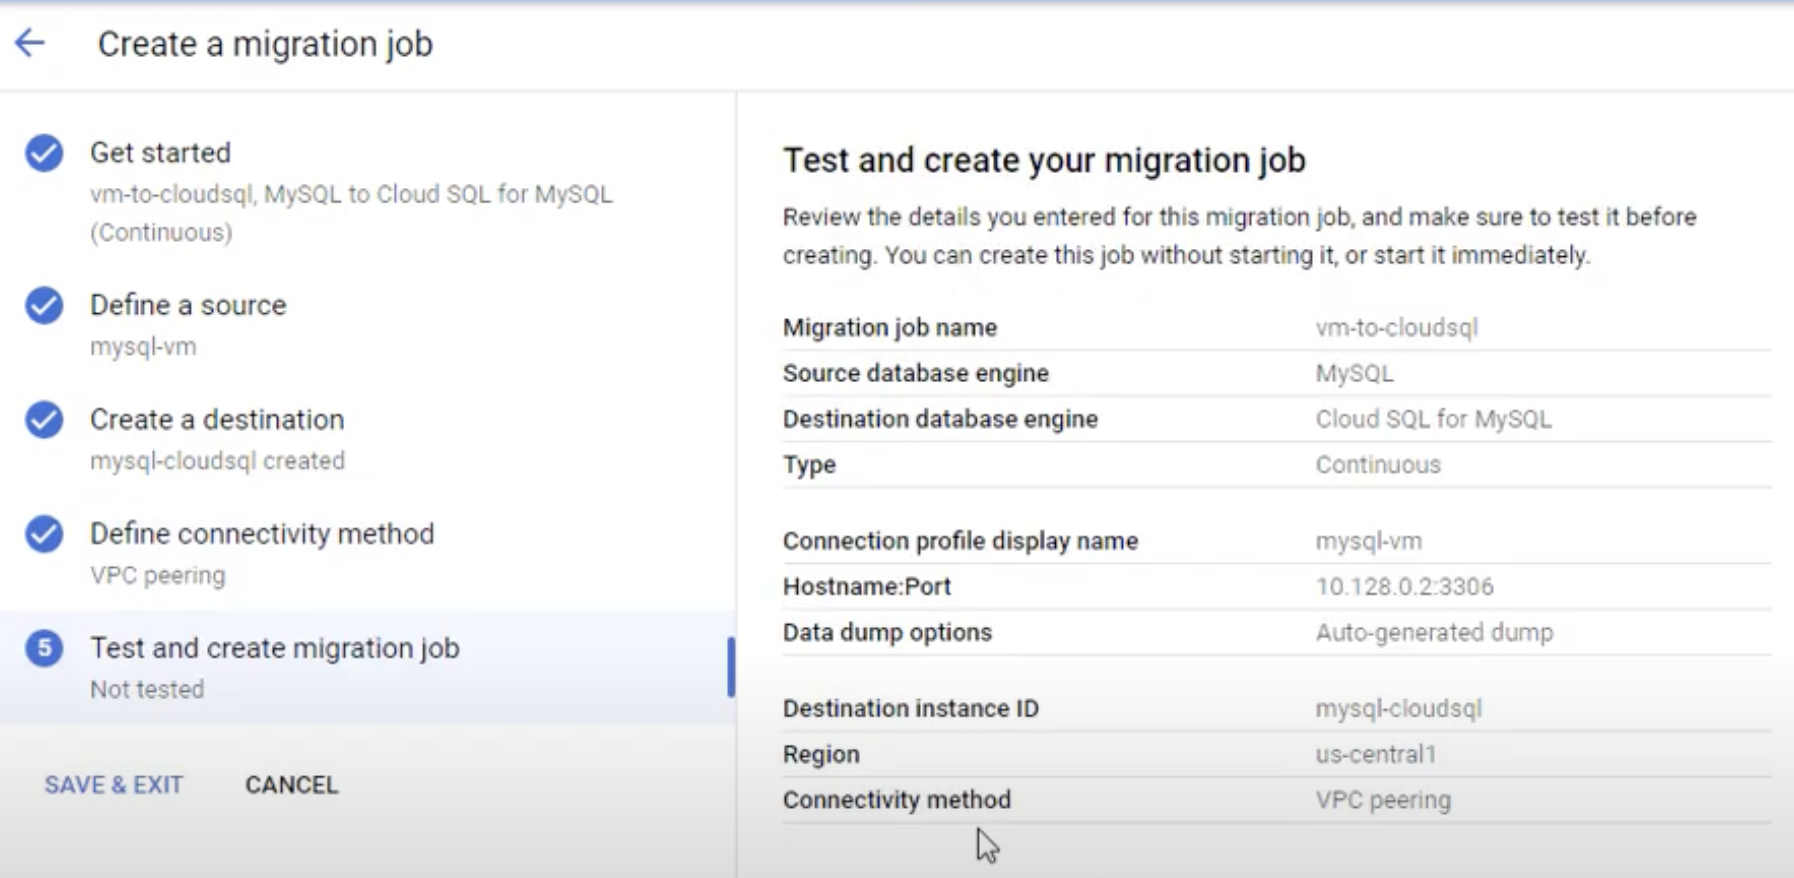 Create a migration job
Get started
vm-to-cloudsql, MySQL to Cloud SQL for MySQL
(Continuous)
Define a source
mysql-vm
Create a destination
mysql-cloudsql created
Define connectivity method
VPC peering
5 Test and create migration job
Not tested
SAVE & EXIT CANCEL
Test and create your migration job
Review the details you entered for this migration job, and make sure to test it before
creating. You can create this job without starting it, or start it immediately.
Migration job name vm-to-cloudsql
Source database engine MySQL
Destination database engine Cloud SQL for MySQL
Type Continuous
Connection profile display name mysql-vm
Hostname:Port 10.128.0.2:3306
Data dump options Auto-generated dump
Destination instance ID mysql-cloudsql
Region us-central1
Connectivity method VPC peering